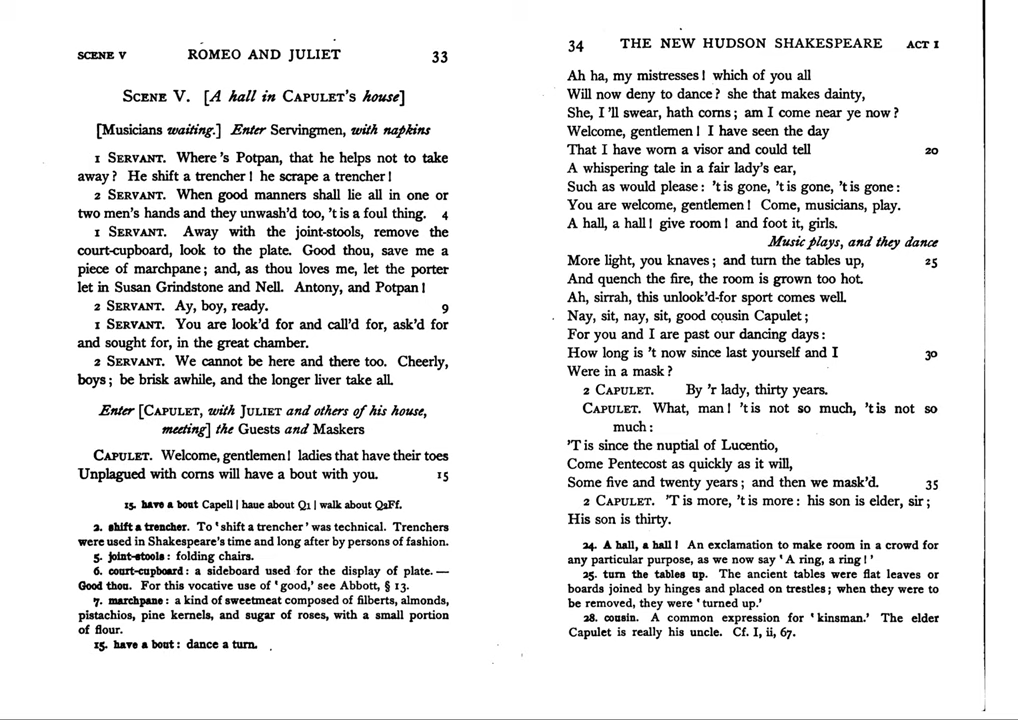 SCENE V ROMEO AND JULIET 33
SCENE V. [A hall in CAPULET'S house]
[Musicians waiting.] Enter Servingmen, with napkins
1 SERVANT. Where 's Potpan, that he helps not to take
away? He shift a trencher! he scrape a trencher!
2 SERVANT. When good manners shall lie all in one or
two men's hands and they unwash'd too, 't is a foul thing. 4
1 SERVANT. Away with the joint-stools, remove the
court-cupboard, look to the plate. Good thou, save me a
piece of marchpane; and, as thou loves me, let the porter
let in Susan Grindstone and Nell. Antony, and Potpan!
2 SERVANT. Ay, boy, ready. 9
1 SERVANT. You are look'd for and call'd for, ask'd for
and sought for, in the great chamber.
2 SERVANT. We cannot be here and there too. Cheerly,
boys; be brisk awhile, and the longer liver take all.
Enter [CAPULET, with JULIET and others of his house,
meeting] the Guests and Maskers
CAPULET. Welcome, gentlemen! ladies that have their toes
Unplagued with corns will have a bout with you. 15
15. have a bout Capell | haue about Q1 | walk about Q2Ff.
2. shift a trencher. To 'shift a trencher' was technical. Trenchers
were used in Shakespeare's time and long after by persons of fashion.
5. joint-stools: folding chairs.
6. court-cupboard: a sideboard used for the display of plate.—
Good thou. For this vocative use of 'good,' see Abbott, § 13.
7. marchpane: a kind of sweetmeat composed of filberts, almonds,
pistachios, pine kernels, and sugar of roses, with a small portion
of flour.
15. have a bout: dance a turn.
34 THE NEW HUDSON SHAKESPEARE ACT I
Ah ha, my mistresses! which of you all
Will now deny to dance? she that makes dainty,
She, I 'll swear, hath corns; am I come near ye now?
Welcome, gentlemen! I have seen the day
That I have worn a visor and could tell 20
A whispering tale in a fair lady's ear,
Such as would please: 't is gone, 't is gone, 't is gone:
You are welcome, gentlemen! Come, musicians, play.
A hall, a hall! give room! and foot it, girls.
Music plays, and they dance
More light, you knaves; and turn the tables up, 25
And quench the fire, the room is grown too hot.
Ah, sirrah, this unlook'd-for sport comes well.
Nay, sit, nay, sit, good cousin Capulet;
For you and I are past our dancing days:
How long is 't now since last yourself and I 30
Were in a mask?
2 CAPULET. By 'r lady, thirty years.
CAPULET. What, man! 't is not so much, 't is not so
much:
'T is since the nuptial of Lucentio,
Come Pentecost as quickly as it will,
Some five and twenty years; and then we mask'd. 35
2 CAPULET. 'T is more, 't is more: his son is elder, sir;
His son is thirty.
24. A hall, a hall! An exclamation to make room in a crowd for
any particular purpose, as we now say 'A ring, a ring!'
25. turn the tables up. The ancient tables were flat leaves or
boards joined by hinges and placed on trestles; when they were to
be removed, they were 'turned up.'
28. cousin. A common expression for 'kinsman.' The elder
Capulet is really his uncle. Cf. I, ii, 67.